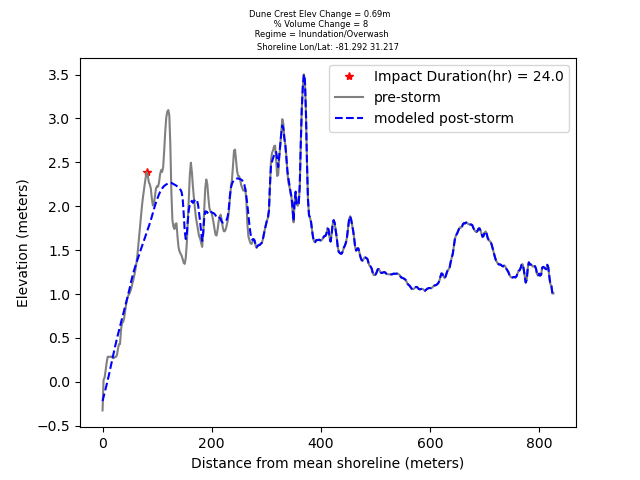 Dune Crest Elev Change = 0.69m
% Volume Change = 8
Regime = Inundation/Overwash
Shoreline Lon/Lat: -81.292 31.217
Impact Duration(hr) = 24.0
pre-storm
modeled post-storm
Elevation (meters)
3.5
3.0
2.5
2.0
1.5
1.0
0.5
0.0
−0.5
0 200 400 600 800
Distance from mean shoreline (meters)